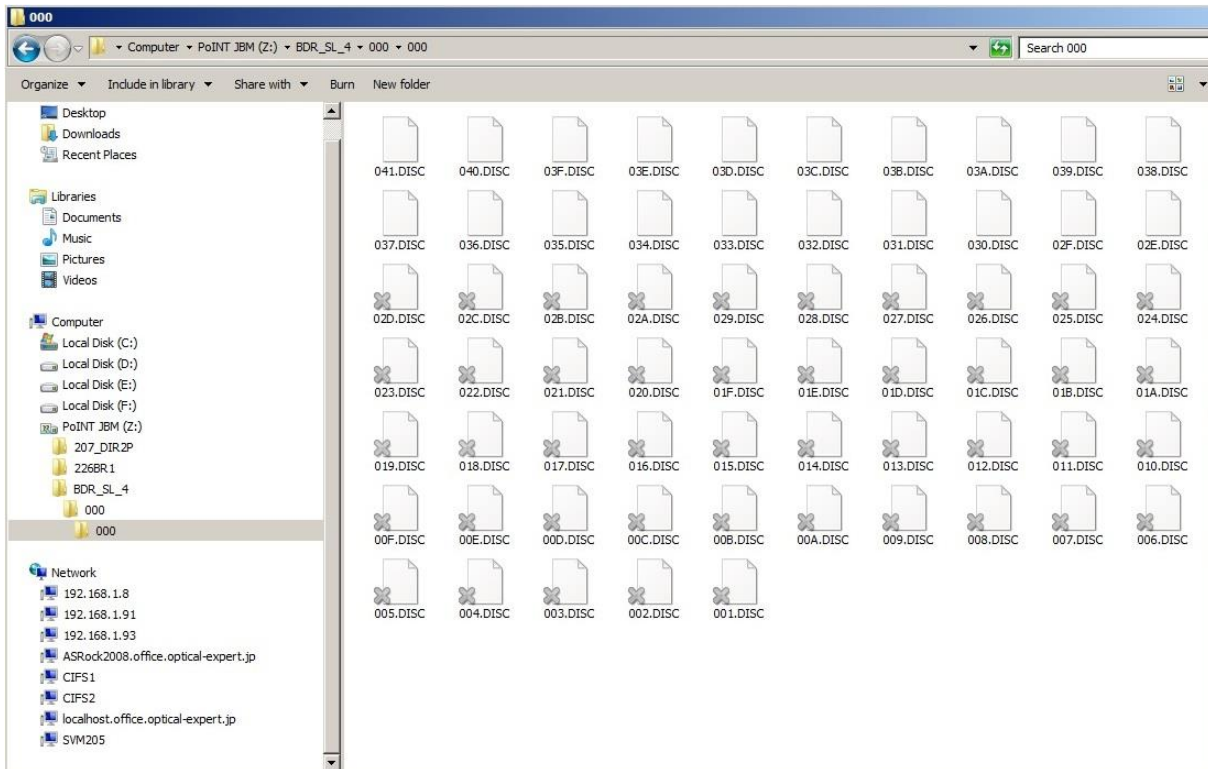 000
Computer PoINT JBM (Z:) BDR_SL_4 000 000
Search 000
Organize Include in library Share with Burn New folder
Desktop
Downloads
Recent Places
Libraries
Documents
Music
Pictures
Videos
Computer
Local Disk (C:)
Local Disk (D:)
Local Disk (E:)
Local Disk (F:)
PoINT JBM (Z:)
207_DIR2P
226BR1
BDR_SL_4
000
000
Network
192.168.1.8
192.168.1.91
192.168.1.93
ASRock2008.office.optical-expert.jp
CIFS1
CIFS2
localhost.office.optical-expert.jp
SVM205
041.DISC 040.DISC 03F.DISC 03E.DISC 03D.DISC 03C.DISC 03B.DISC 03A.DISC 039.DISC 038.DISC
037.DISC 036.DISC 035.DISC 034.DISC 033.DISC 032.DISC 031.DISC 030.DISC 02F.DISC 02E.DISC
02D.DISC 02C.DISC 02B.DISC 02A.DISC 029.DISC 028.DISC 027.DISC 026.DISC 025.DISC 024.DISC
023.DISC 022.DISC 021.DISC 020.DISC 01F.DISC 01E.DISC 01D.DISC 01C.DISC 01B.DISC 01A.DISC
019.DISC 018.DISC 017.DISC 016.DISC 015.DISC 014.DISC 013.DISC 012.DISC 011.DISC 010.DISC
00F.DISC 00E.DISC 00D.DISC 00C.DISC 00B.DISC 00A.DISC 009.DISC 008.DISC 007.DISC 006.DISC
005.DISC 004.DISC 003.DISC 002.DISC 001.DISC